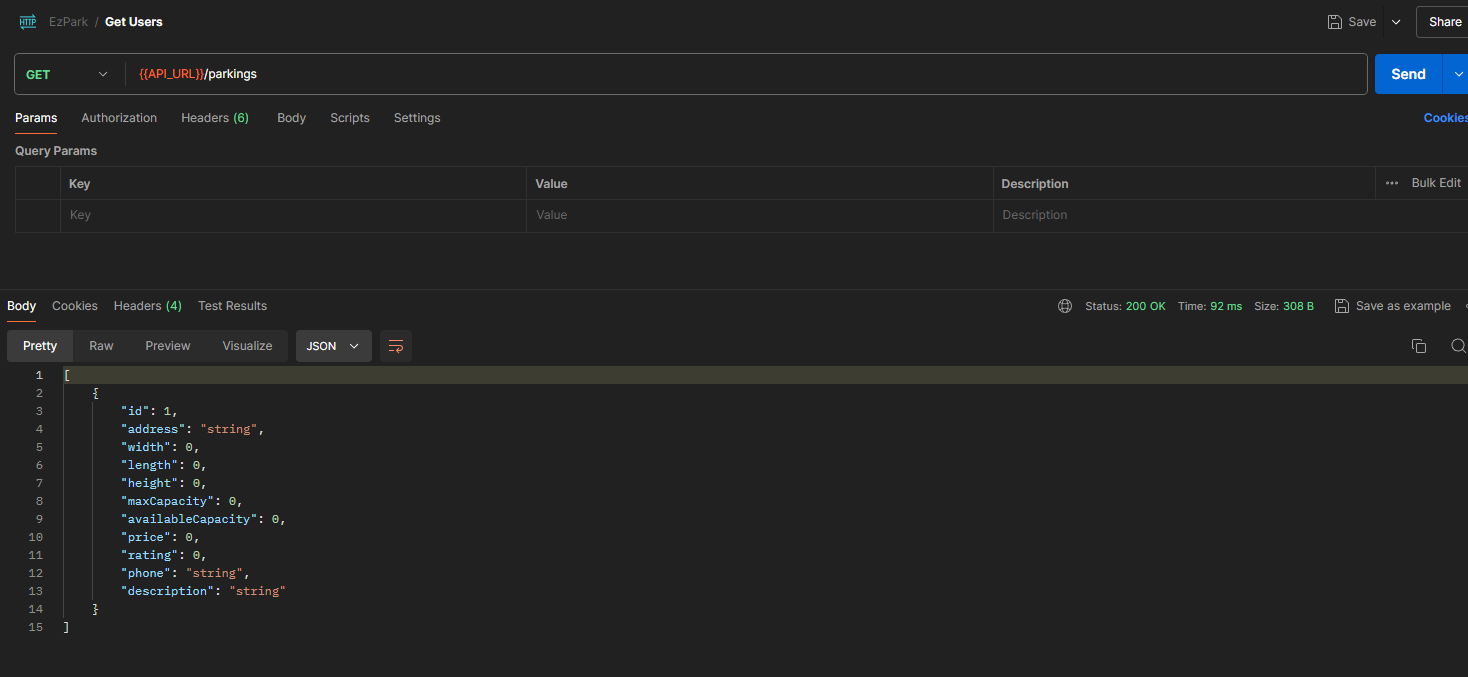 HTTP EzPark / Get Users Save Share
GET {{API_URL}}/parkings Send
Params Authorization Headers (6) Body Scripts Settings Cookies
Query Params
Key Value Description ••• Bulk Edit
Key Value Description
Body Cookies Headers (4) Test Results Status: 200 OK Time: 92 ms Size: 308 B Save as example
Pretty Raw Preview Visualize JSON
1 [
2 {
3 "id": 1,
4 "address": "string",
5 "width": 0,
6 "length": 0,
7 "height": 0,
8 "maxCapacity": 0,
9 "availableCapacity": 0,
10 "price": 0,
11 "rating": 0,
12 "phone": "string",
13 "description": "string"
14 }
15 ]